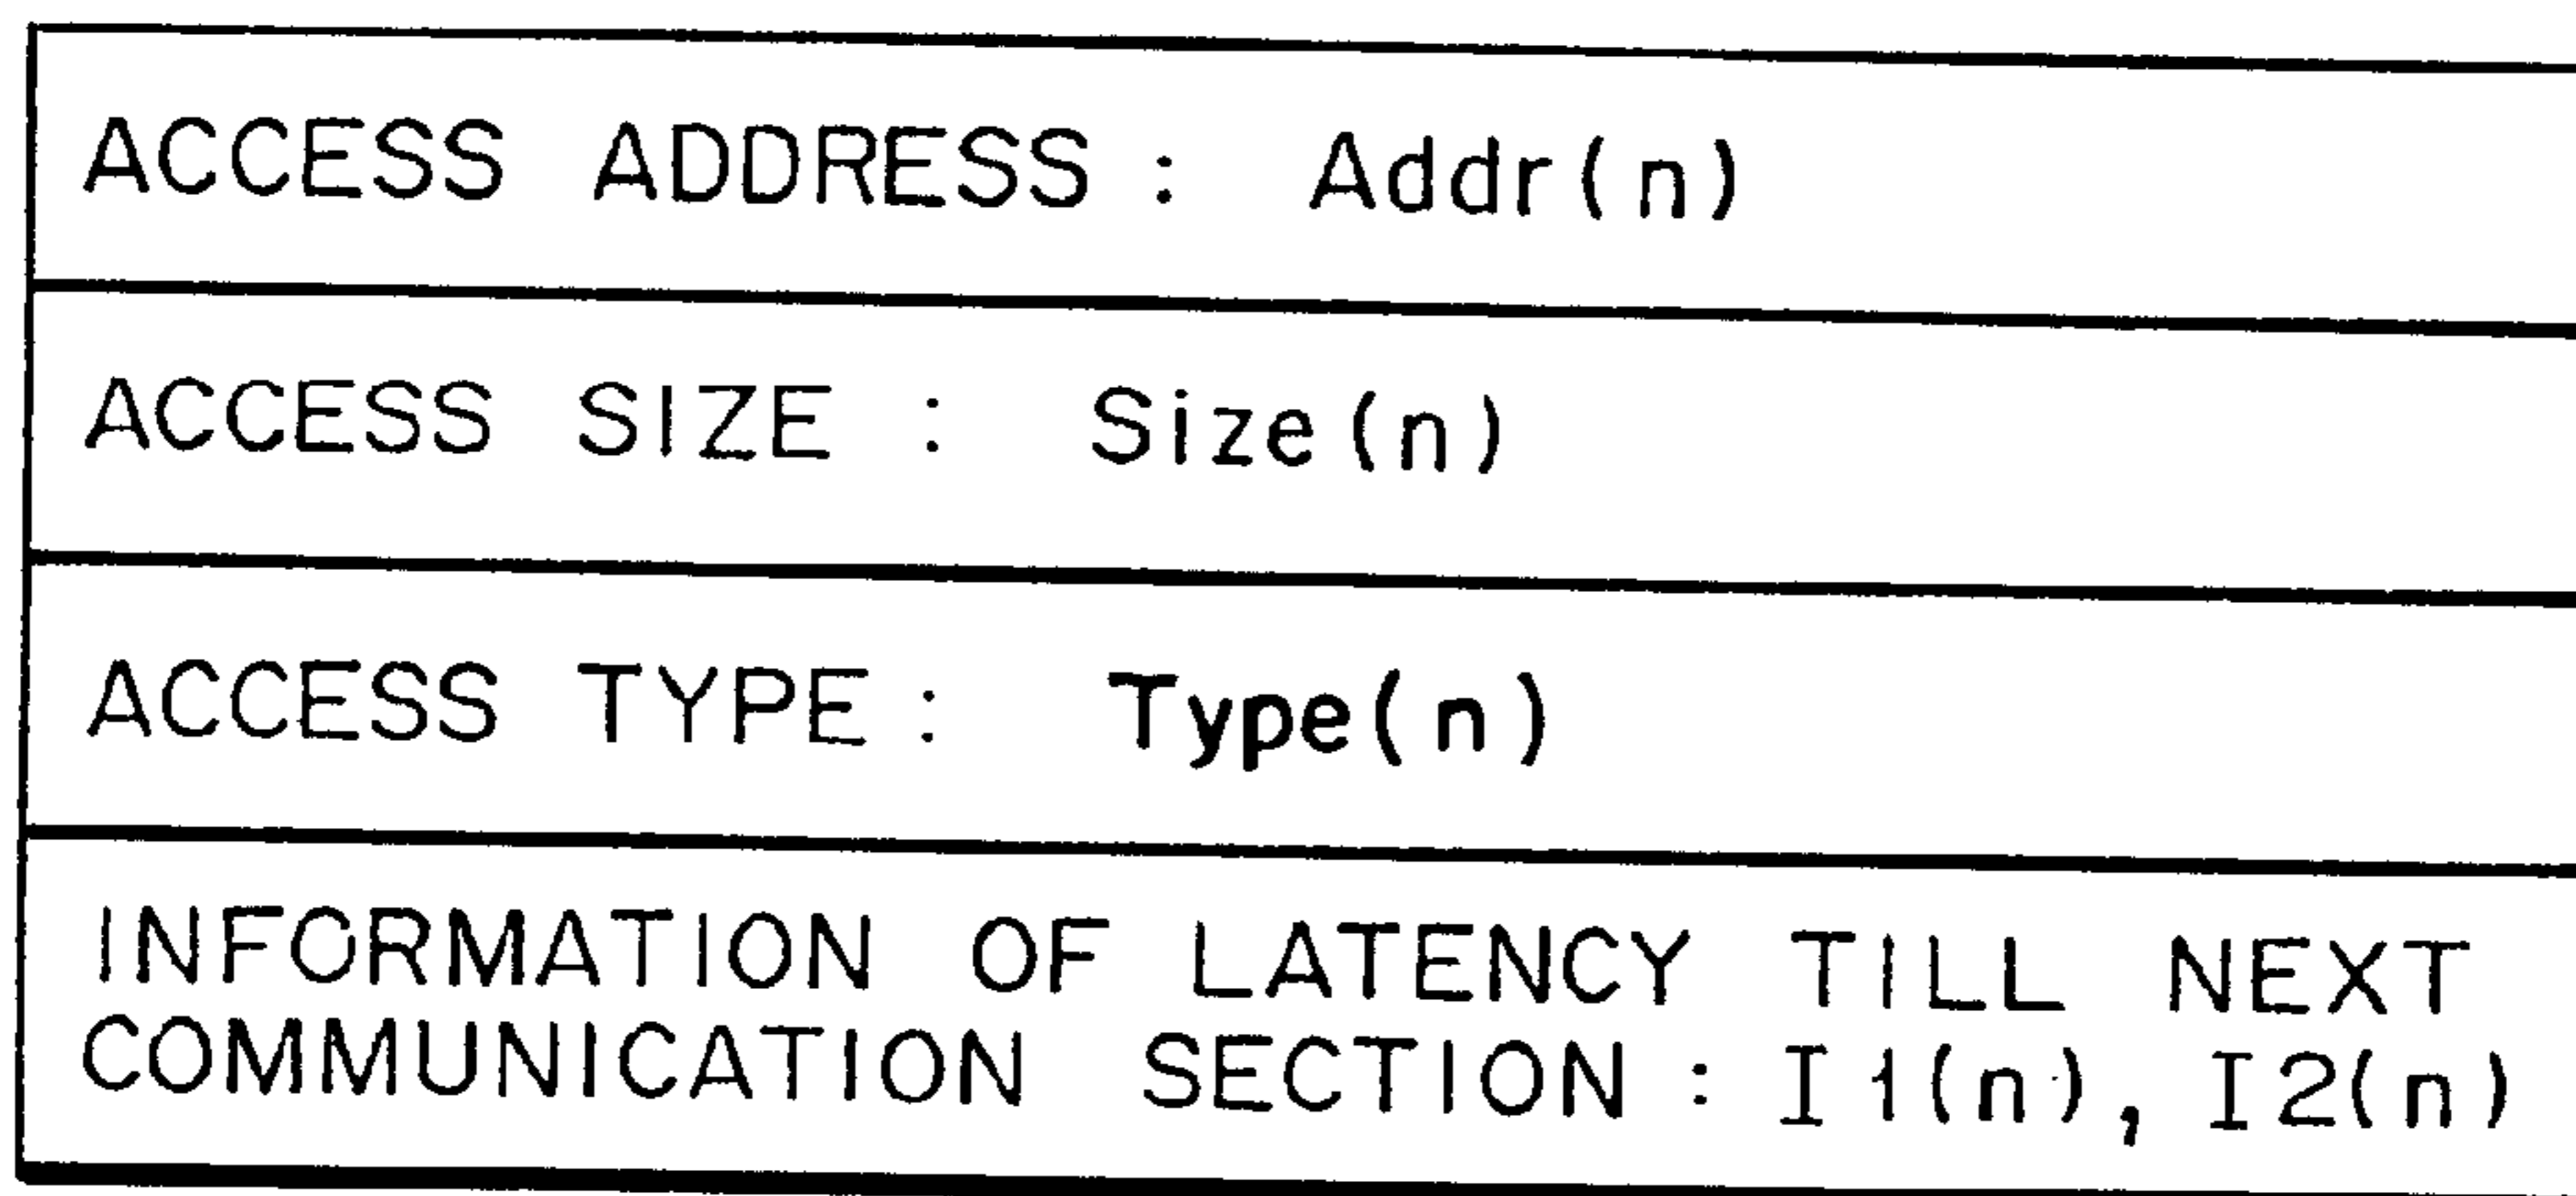 ACCESS ADDRESS : Addr(n)
ACCESS SIZE : Size(n)
ACCESS TYPE : Type(n)
INFORMATION OF LATENCY TILL NEXT
COMMUNICATION SECTION : I1(n), I2(n)